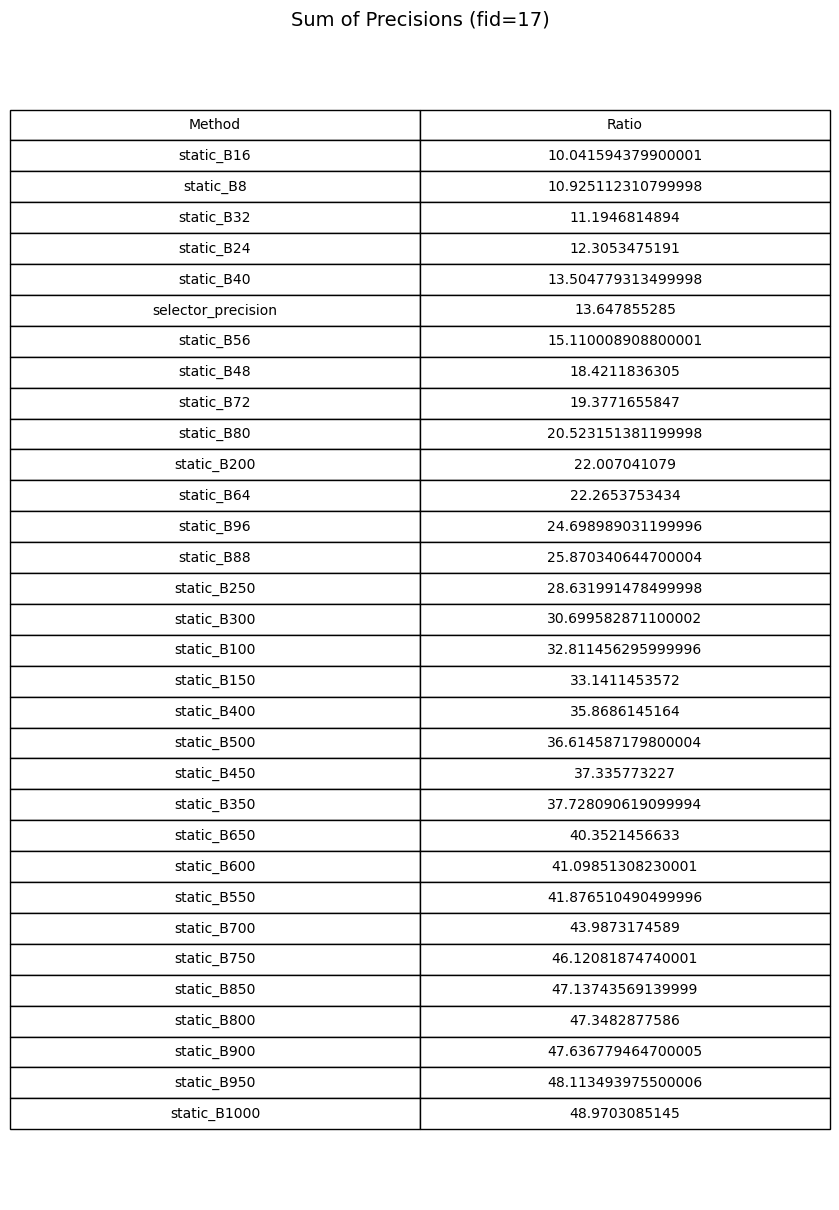 Sum of Precisions (fid=17)
Method Ratio
static_B16 10.041594379900001
static_B8 10.925112310799998
static_B32 11.1946814894
static_B24 12.3053475191
static_B40 13.504779313499998
selector_precision 13.647855285
static_B56 15.110008908800001
static_B48 18.4211836305
static_B72 19.3771655847
static_B80 20.523151381199998
static_B200 22.007041079
static_B64 22.2653753434
static_B96 24.698989031199996
static_B88 25.870340644700004
static_B250 28.631991478499998
static_B300 30.699582871100002
static_B100 32.811456295999996
static_B150 33.1411453572
static_B400 35.8686145164
static_B500 36.614587179800004
static_B450 37.335773227
static_B350 37.728090619099994
static_B650 40.3521456633
static_B600 41.09851308230001
static_B550 41.876510490499996
static_B700 43.9873174589
static_B750 46.12081874740001
static_B850 47.13743569139999
static_B800 47.3482877586
static_B900 47.636779464700005
static_B950 48.113493975500006
static_B1000 48.9703085145